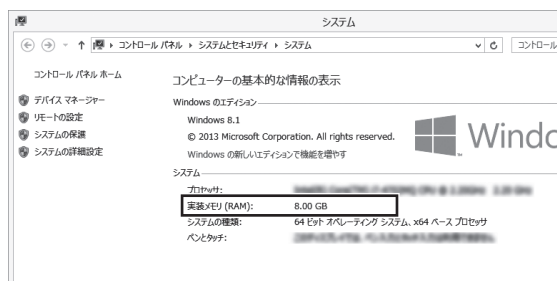 システム
コントロール パネル ▸ システムとセキュリティ ▸ システム
コントロール
コントロール パネル ホーム
デバイス マネージャー
リモートの設定
システムの保護
システムの詳細設定
コンピューターの基本的な情報の表示
Windows のエディション
Windows 8.1
© 2013 Microsoft Corporation. All rights reserved.
Windows の新しいエディションで機能を増やす
Windo
システム
プロセッサ:
実装メモリ (RAM): 8.00 GB
システムの種類: 64 ビット オペレーティング システム、x64 ベース プロセッサ
ペンとタッチ: